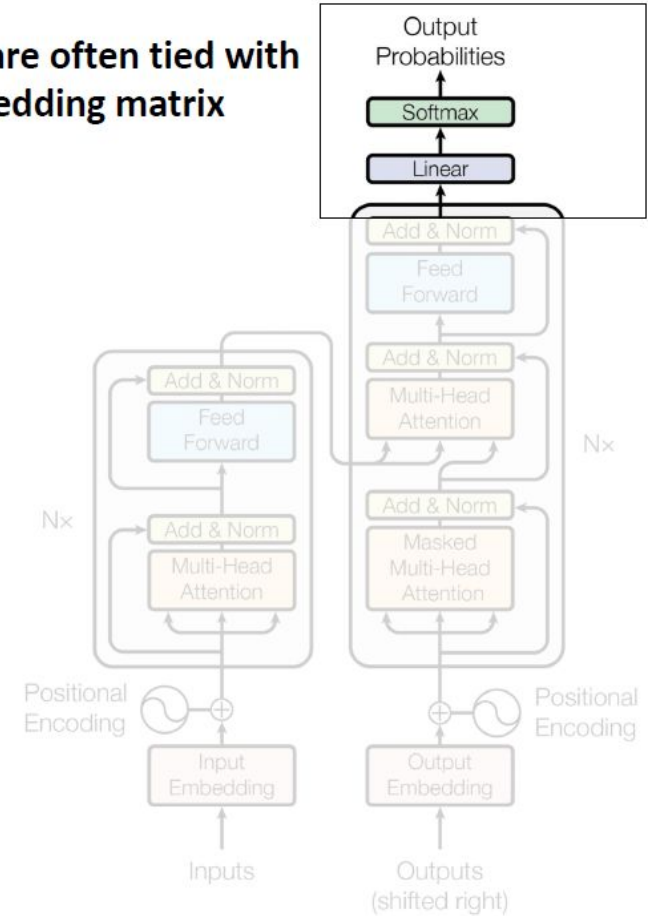 are often tied with
edding matrix
Output
Probabilities
Softmax
Linear
Add & Norm
Feed
Forward
Add & Norm
Multi-Head
Attention
Nx
Add & Norm
Masked
Multi-Head
Attention
Add & Norm
Feed
Forward
Nx
Add & Norm
Multi-Head
Attention
Positional
Encoding
Positional
Encoding
Input
Embedding
Output
Embedding
Inputs
Outputs
(shifted right)